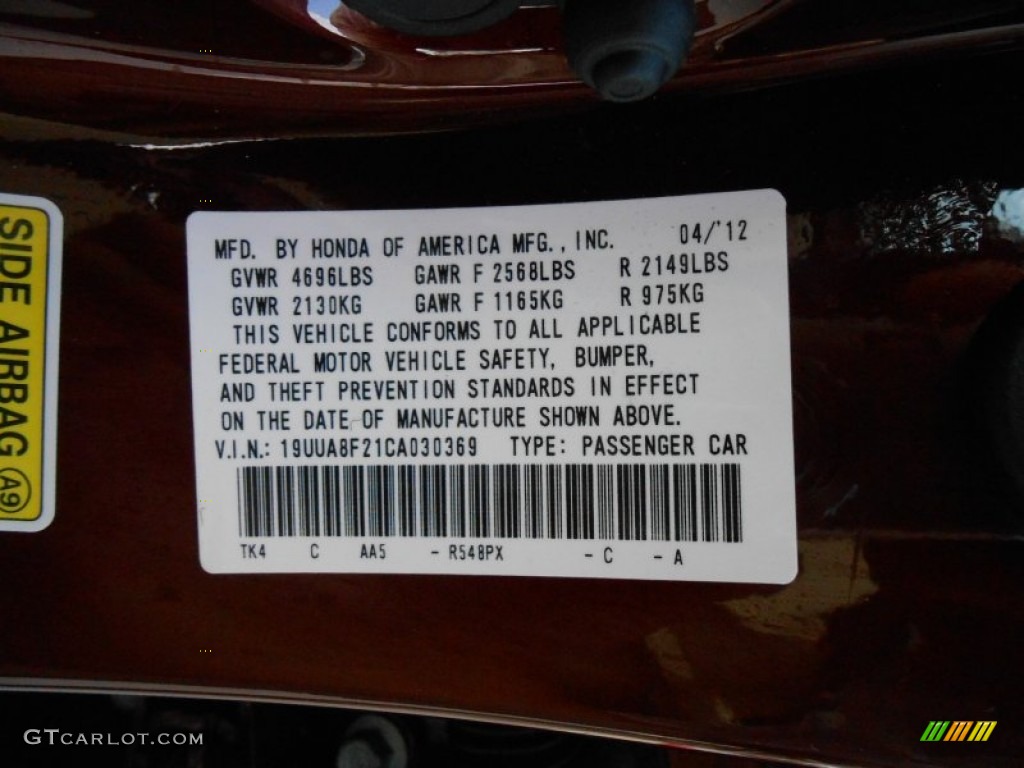 MFD. BY HONDA OF AMERICA MFG., INC. 04/'12
GVWR 4696LBS GAWR F 2568LBS R 2149LBS
GVWR 2130KG GAWR F 1165KG R 975KG
THIS VEHICLE CONFORMS TO ALL APPLICABLE
FEDERAL MOTOR VEHICLE SAFETY, BUMPER,
AND THEFT PREVENTION STANDARDS IN EFFECT
ON THE DATE OF MANUFACTURE SHOWN ABOVE.
V.I.N.: 19UUA8F21CA030369 TYPE: PASSENGER CAR
TK4 C AA5 - R548PX - C - A
SIDE AIRBAG A9
GTCARLOT.COM